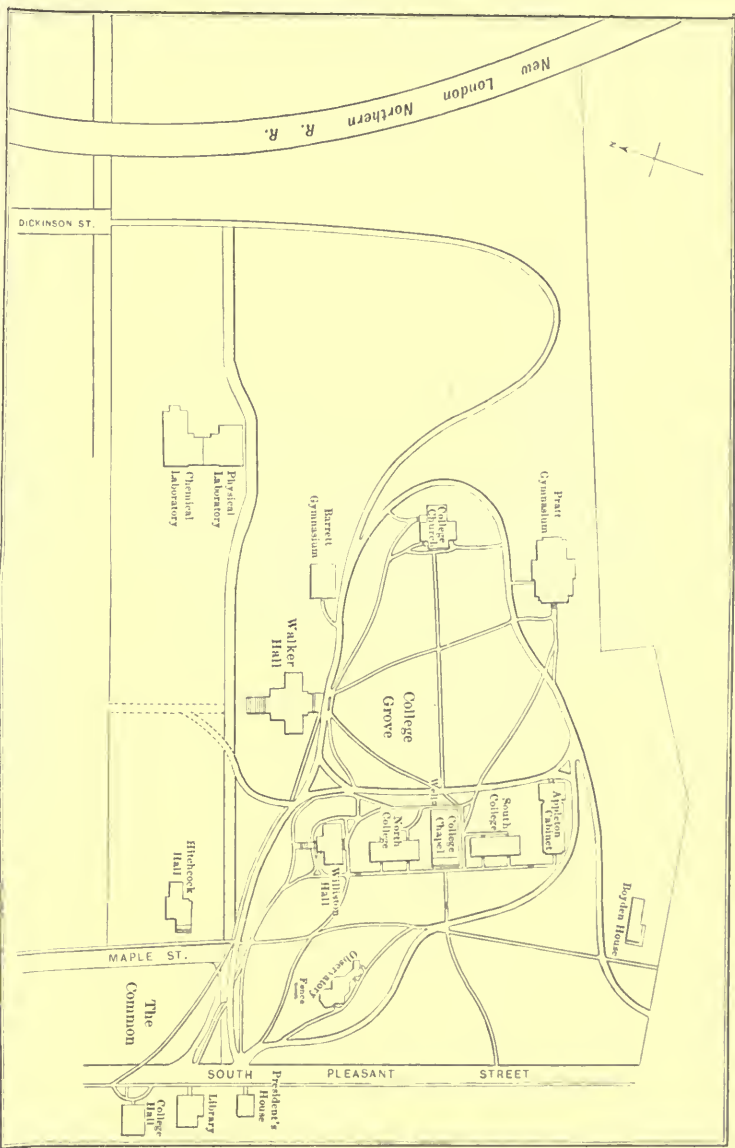 New London Northern R. R.
N
DICKINSON ST.
Physical
Laboratory
Chemical
Laboratory
Pratt
Gymnasium
College
Church
Barrett
Gymnasium
Walker
Hall
College
Grove
Well
Appleton
Cabinet
South
College
College
Chapel
North
College
Williston
Hall
Boyden House
Hitchcock
Hall
MAPLE ST.
Observatory
Fence
The
Common
SOUTH PLEASANT STREET
President's
House
Library
College
Hall